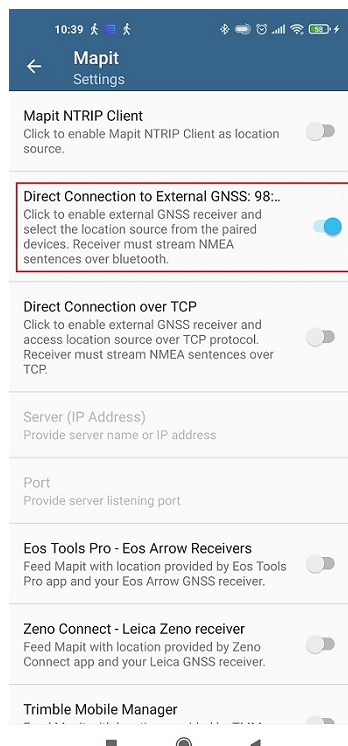 10:39
58
Mapit
Settings
Mapit NTRIP Client
Click to enable Mapit NTRIP Client as location
source.
Direct Connection to External GNSS: 98:..
Click to enable external GNSS receiver and
select the location source from the paired
devices. Receiver must stream NMEA
sentences over bluetooth.
Direct Connection over TCP
Click to enable external GNSS receiver and
access location source over TCP protocol.
Receiver must stream NMEA sentences over
TCP.
Server (IP Address)
Provide server name or IP address
Port
Provide server listening port
Eos Tools Pro - Eos Arrow Receivers
Feed Mapit with location provided by Eos Tools
Pro app and your Eos Arrow GNSS receiver.
Zeno Connect - Leica Zeno receiver
Feed Mapit with location provided by Zeno
Connect app and your Leica GNSS receiver.
Trimble Mobile Manager